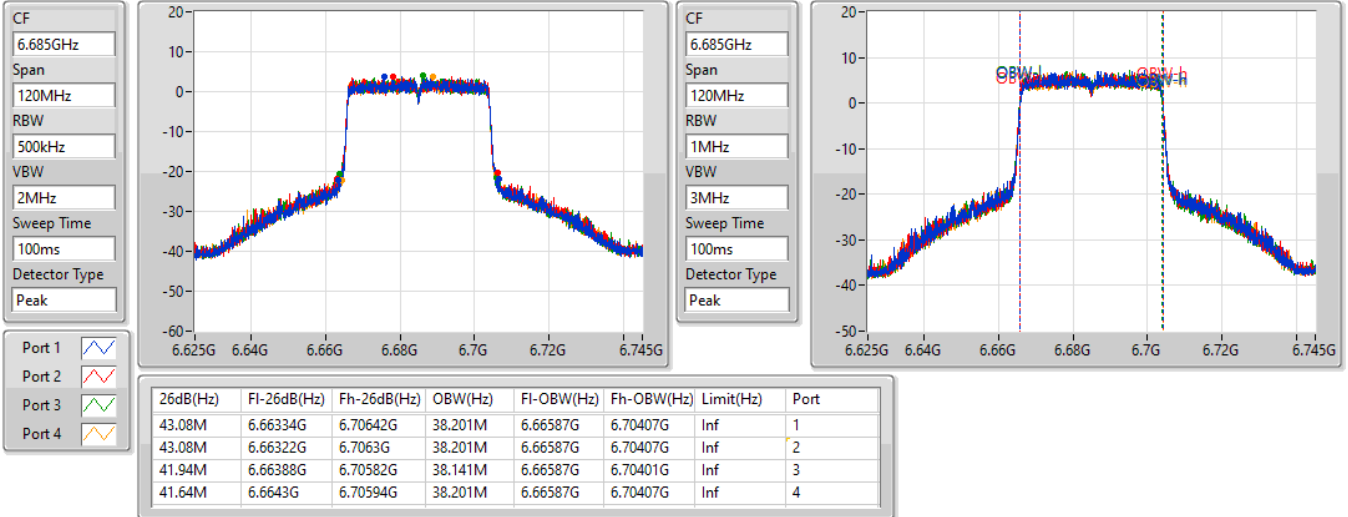 CF
6.685GHz
Span
120MHz
RBW
500kHz
VBW
2MHz
Sweep Time
100ms
Detector Type
Peak
20
10
0
-10
-20
-30
-40
-50
-60
6.625G 6.64G 6.66G 6.68G 6.7G 6.72G 6.745G
CF
6.685GHz
Span
120MHz
RBW
1MHz
VBW
3MHz
Sweep Time
100ms
Detector Type
Peak
20
10
0
-10
-20
-30
-40
-50
OBW-h
6.625G 6.64G 6.66G 6.68G 6.7G 6.72G 6.745G
Port 1
Port 2
Port 3
Port 4
26dB(Hz) Fl-26dB(Hz) Fh-26dB(Hz) OBW(Hz) Fl-OBW(Hz) Fh-OBW(Hz) Limit(Hz) Port
43.08M 6.66334G 6.70642G 38.201M 6.66587G 6.70407G Inf 1
43.08M 6.66322G 6.7063G 38.201M 6.66587G 6.70407G Inf 2
41.94M 6.66388G 6.70582G 38.141M 6.66587G 6.70401G Inf 3
41.64M 6.6643G 6.70594G 38.201M 6.66587G 6.70407G Inf 4